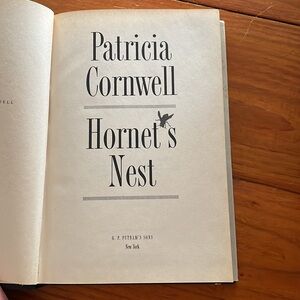 Patricia
Cornwell
Hornet's
Nest
G. P. PUTNAM'S SONS
New York